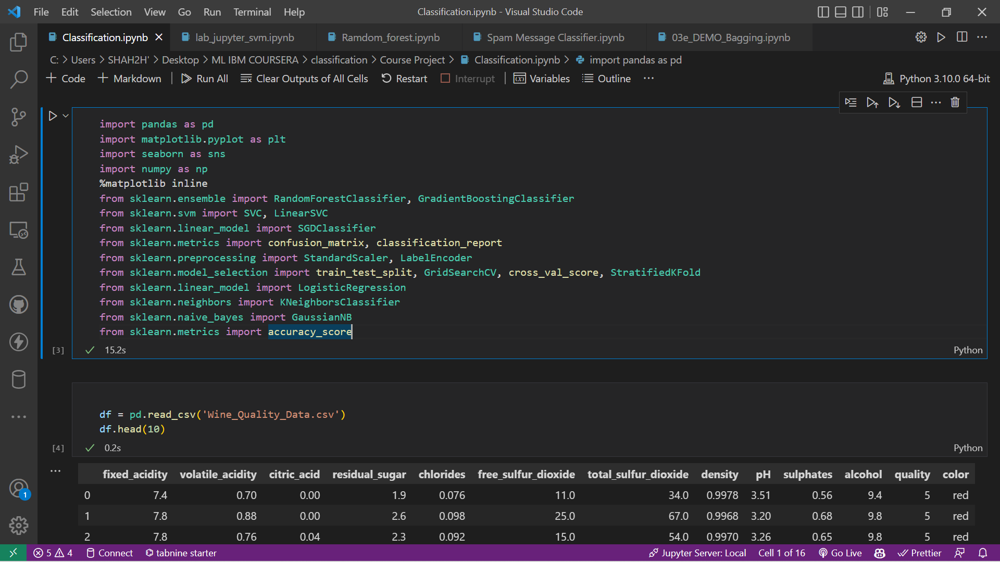 File Edit Selection View Go Run Terminal Help Classification.ipynb - Visual Studio Code
Classification.ipynb lab_jupyter_svm.ipynb Ramdom_forest.ipynb Spam Message Classifier.ipynb 03e_DEMO_Bagging.ipynb
C: > Users > SHAH2H' > Desktop > ML IBM COURSERA > classification > Course Project > Classification.ipynb > import pandas as pd
+ Code + Markdown | Run All Clear Outputs of All Cells Restart Interrupt | Variables Outline ... Python 3.10.0 64-bit
import pandas as pd
import matplotlib.pyplot as plt
import seaborn as sns
import numpy as np
%matplotlib inline
from sklearn.ensemble import RandomForestClassifier, GradientBoostingClassifier
from sklearn.svm import SVC, LinearSVC
from sklearn.linear_model import SGDClassifier
from sklearn.metrics import confusion_matrix, classification_report
from sklearn.preprocessing import StandardScaler, LabelEncoder
from sklearn.model_selection import train_test_split, GridSearchCV, cross_val_score, StratifiedKFold
from sklearn.linear_model import LogisticRegression
from sklearn.neighbors import KNeighborsClassifier
from sklearn.naive_bayes import GaussianNB
from sklearn.metrics import accuracy_score
[3] 15.2s Python
df = pd.read_csv('Wine_Quality_Data.csv')
df.head(10)
[4] 0.2s Python
fixed_acidity volatile_acidity citric_acid residual_sugar chlorides free_sulfur_dioxide total_sulfur_dioxide density pH sulphates alcohol quality color
0 7.4 0.70 0.00 1.9 0.076 11.0 34.0 0.9978 3.51 0.56 9.4 5 red
1 7.8 0.88 0.00 2.6 0.098 25.0 67.0 0.9968 3.20 0.68 9.8 5 red
2 7.8 0.76 0.04 2.3 0.092 15.0 54.0 0.9970 3.26 0.65 9.8 5 red
1
5 4 Connect tabnine starter Jupyter Server: Local Cell 1 of 16 Go Live Prettier